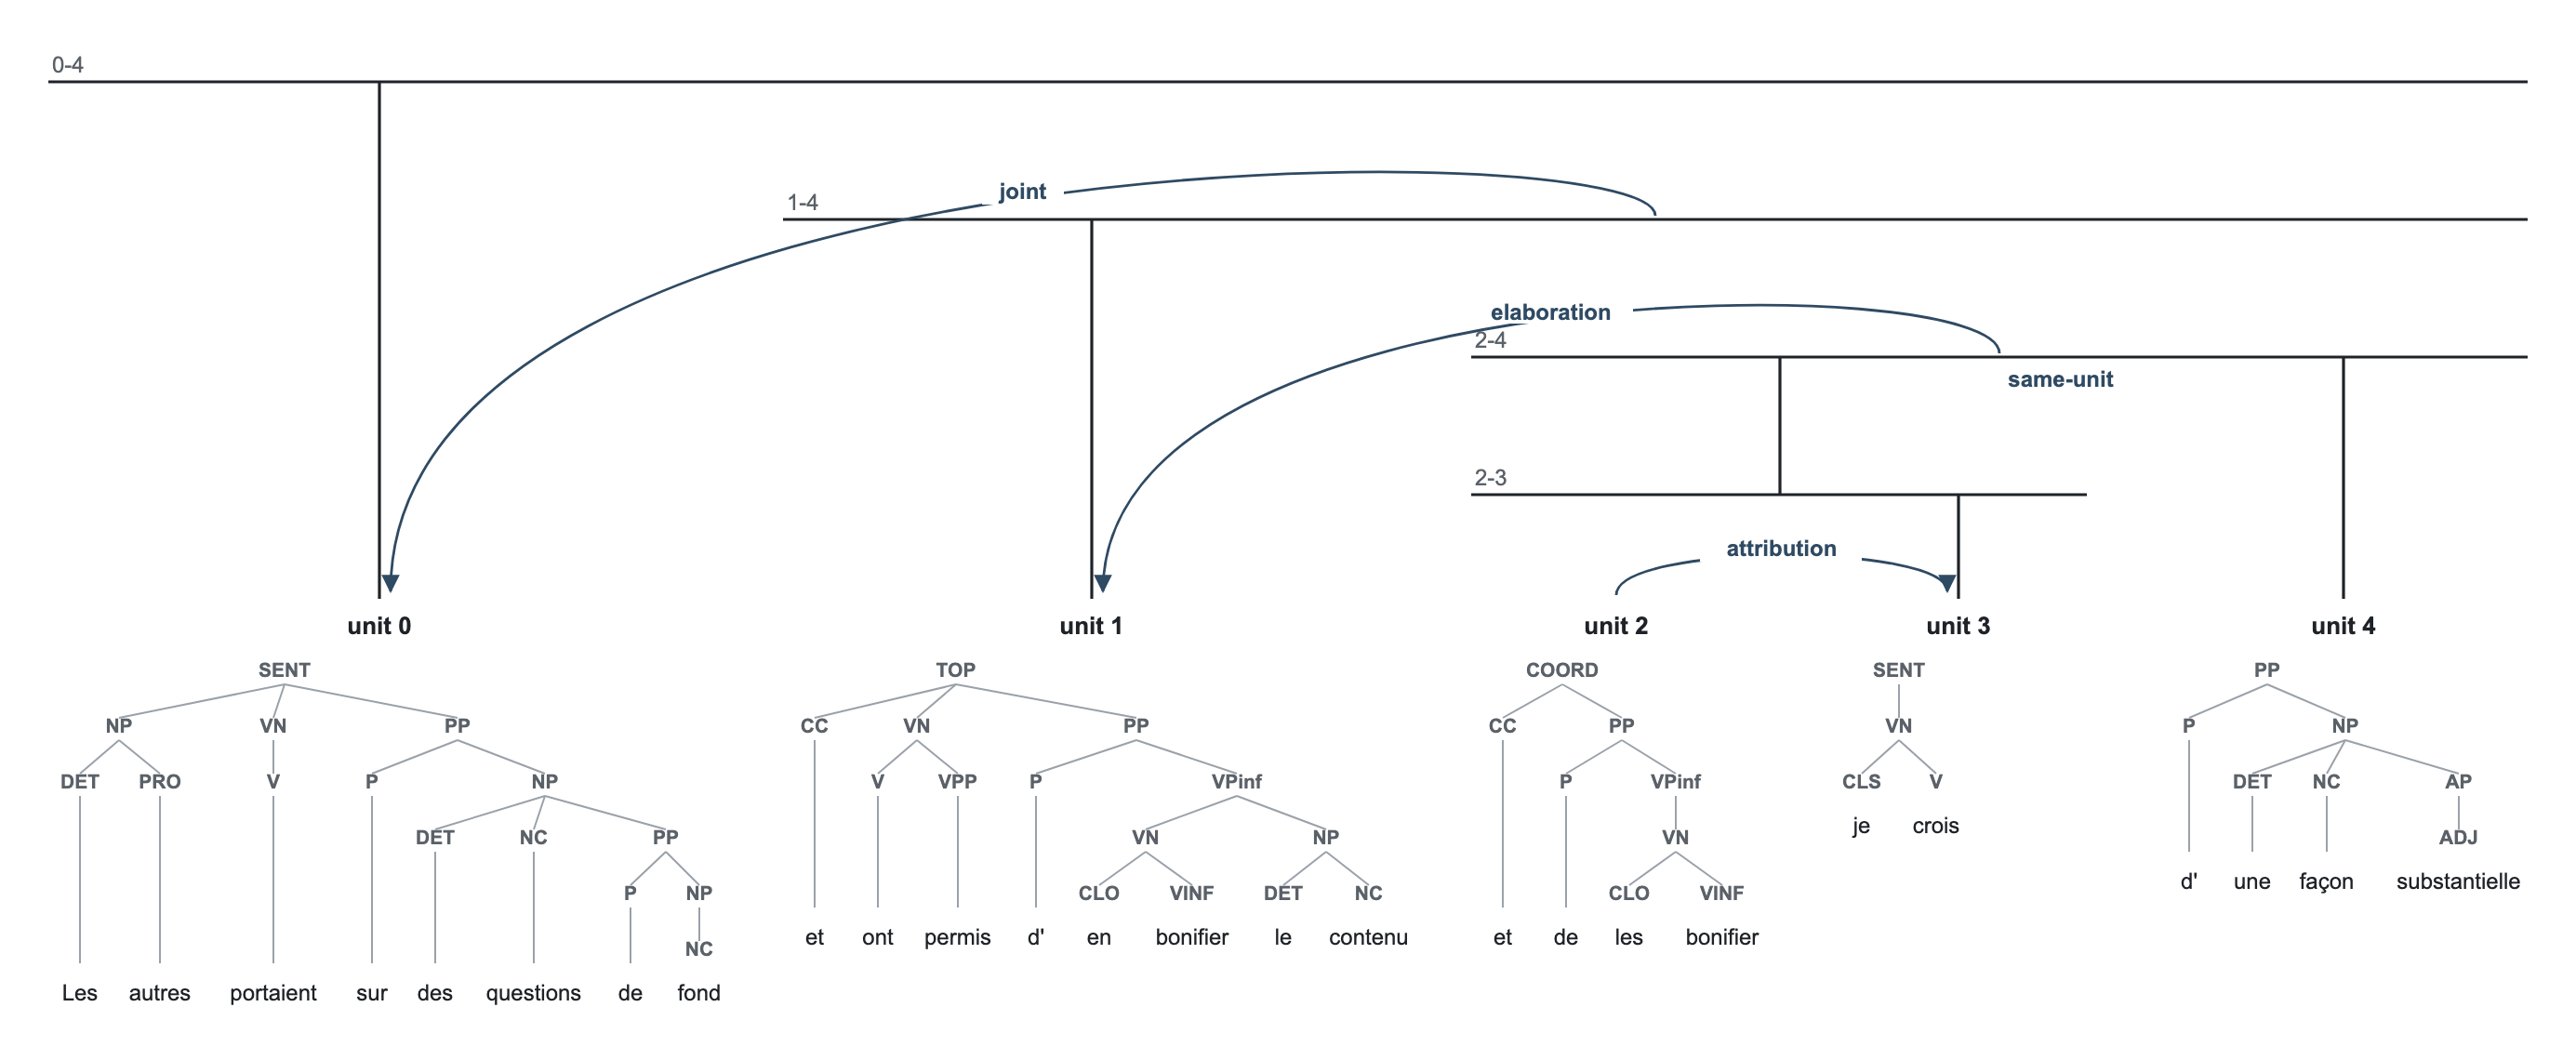 0-4
joint
1-4
elaboration
2-4
same-unit
2-3
attribution
unit 0 unit 1 unit 2 unit 3 unit 4
SENT TOP COORD SENT PP
NP VN PP CC VN PP CC PP VN P NP
DET PRO V P NP V VPP P VPinf P VPinf CLS V DET NC AP
je crois
DET NC PP VN NP VN ADJ
d' une façon substantielle
P NP CLO VINF DET NC CLO VINF
et ont permis d' en bonifier le contenu et de les bonifier
NC
Les autres portaient sur des questions de fond